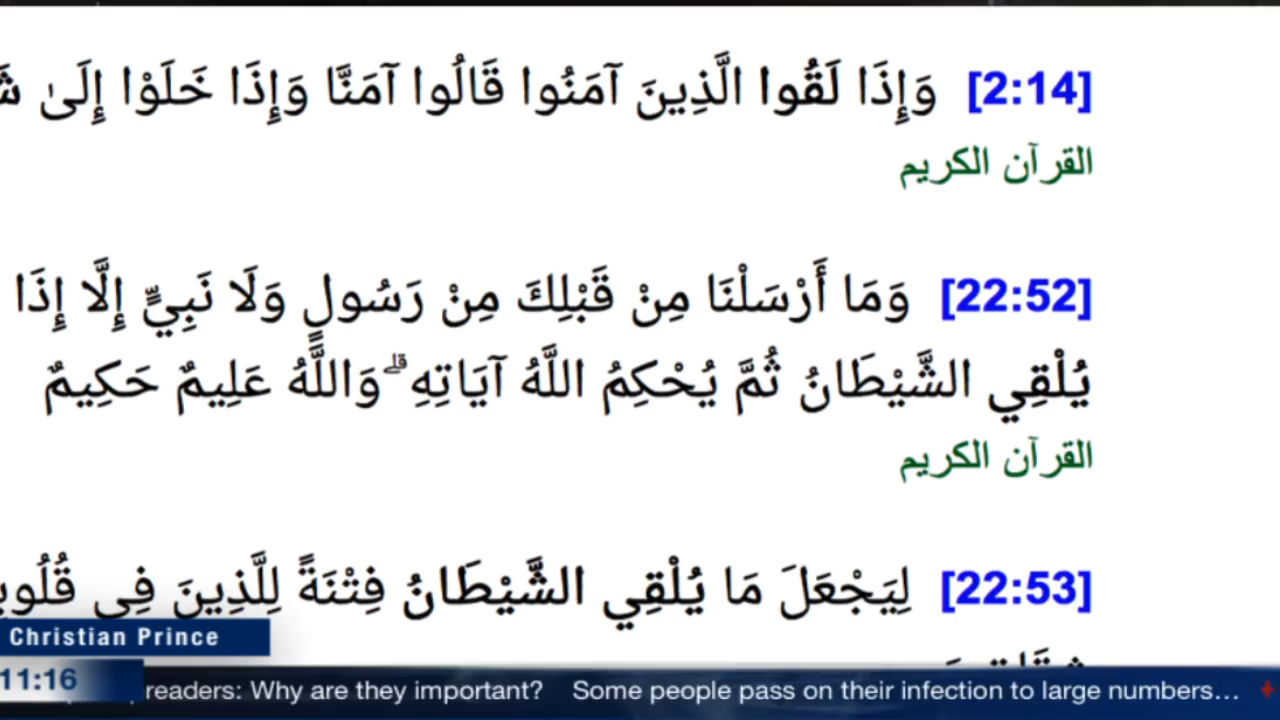 [2:14] وَإِذَا لَقُوا الَّذِينَ آمَنُوا قَالُوا آمَنَّا وَإِذَا خَلَوْا إِلَىٰ
القرآن الكريم
[22:52] وَمَا أَرْسَلْنَا مِنْ قَبْلِكَ مِنْ رَسُولٍ وَلَا نَبِيٍّ إِلَّا إِذَا
يُلْقِي الشَّيْطَانُ ثُمَّ يُحْكِمُ اللَّهُ آيَاتِهِ ۗ وَاللَّهُ عَلِيمٌ حَكِيمٌ
القرآن الكريم
[22:53] لِيَجْعَلَ مَا يُلْقِي الشَّيْطَانُ فِتْنَةً لِلَّذِينَ فِي
Christian Prince
11:16
readers: Why are they important? Some people pass on their infection to large numbers...